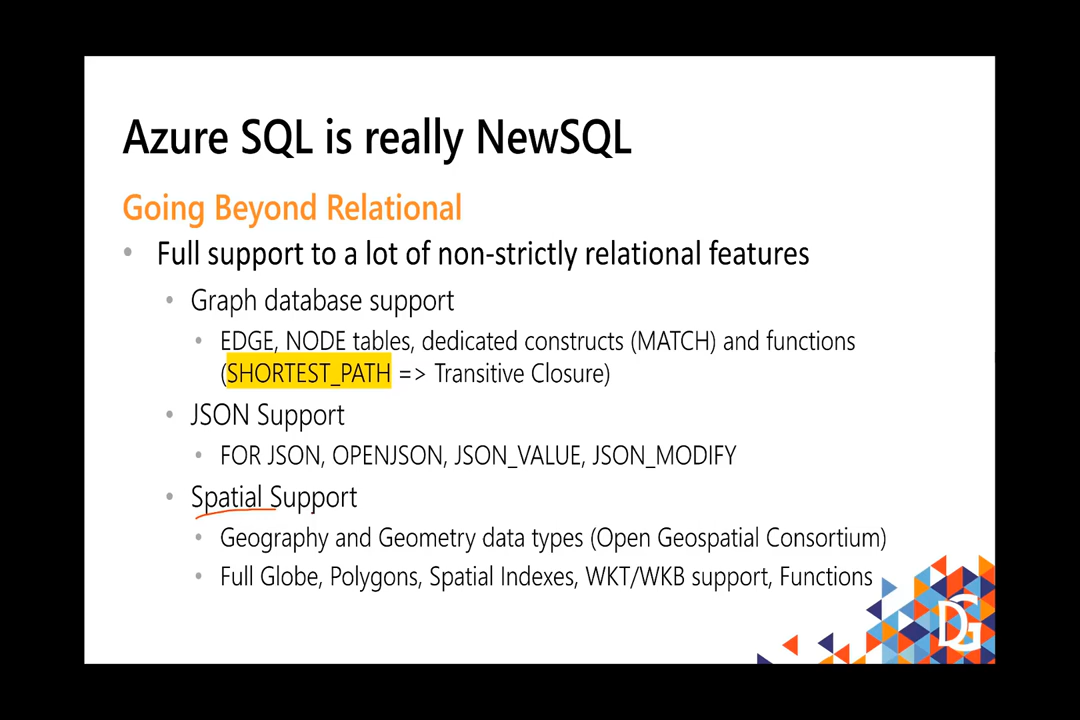 Azure SQL is really NewSQL
Going Beyond Relational
• Full support to a lot of non-strictly relational features
• Graph database support
• EDGE, NODE tables, dedicated constructs (MATCH) and functions
(SHORTEST_PATH => Transitive Closure)
• JSON Support
• FOR JSON, OPENJSON, JSON_VALUE, JSON_MODIFY
• Spatial Support
• Geography and Geometry data types (Open Geospatial Consortium)
• Full Globe, Polygons, Spatial Indexes, WKT/WKB support, Functions
DG